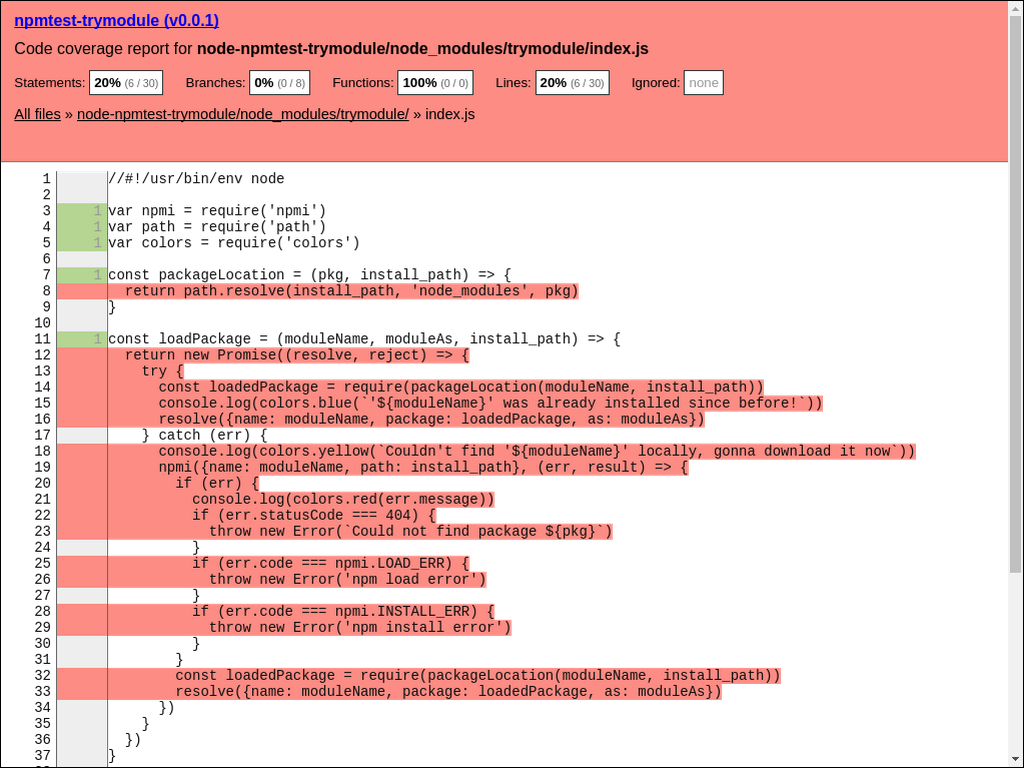 npmtest-trymodule (v0.0.1)
Code coverage report for node-npmtest-trymodule/node_modules/trymodule/index.js
Statements: 20% (6 / 30) Branches: 0% (0 / 8) Functions: 100% (0 / 0) Lines: 20% (6 / 30) Ignored: none
All files » node-npmtest-trymodule/node_modules/trymodule/ » index.js
1 //#!/usr/bin/env node
2
3 1 var npmi = require('npmi')
4 1 var path = require('path')
5 1 var colors = require('colors')
6
7 1 const packageLocation = (pkg, install_path) => {
8   return path.resolve(install_path, 'node_modules', pkg)
9 }
10
11 1 const loadPackage = (moduleName, moduleAs, install_path) => {
12   return new Promise((resolve, reject) => {
13     try {
14       const loadedPackage = require(packageLocation(moduleName, install_path))
15       console.log(colors.blue(`'${moduleName}' was already installed since before!`))
16       resolve({name: moduleName, package: loadedPackage, as: moduleAs})
17     } catch (err) {
18       console.log(colors.yellow(`Couldn't find '${moduleName}' locally, gonna download it now`))
19       npmi({name: moduleName, path: install_path}, (err, result) => {
20         if (err) {
21           console.log(colors.red(err.message))
22           if (err.statusCode === 404) {
23             throw new Error(`Could not find package ${pkg}`)
24           }
25           if (err.code === npmi.LOAD_ERR) {
26             throw new Error('npm load error')
27           }
28           if (err.code === npmi.INSTALL_ERR) {
29             throw new Error('npm install error')
30           }
31         }
32         const loadedPackage = require(packageLocation(moduleName, install_path))
33         resolve({name: moduleName, package: loadedPackage, as: moduleAs})
34       })
35     }
36   })
37 }